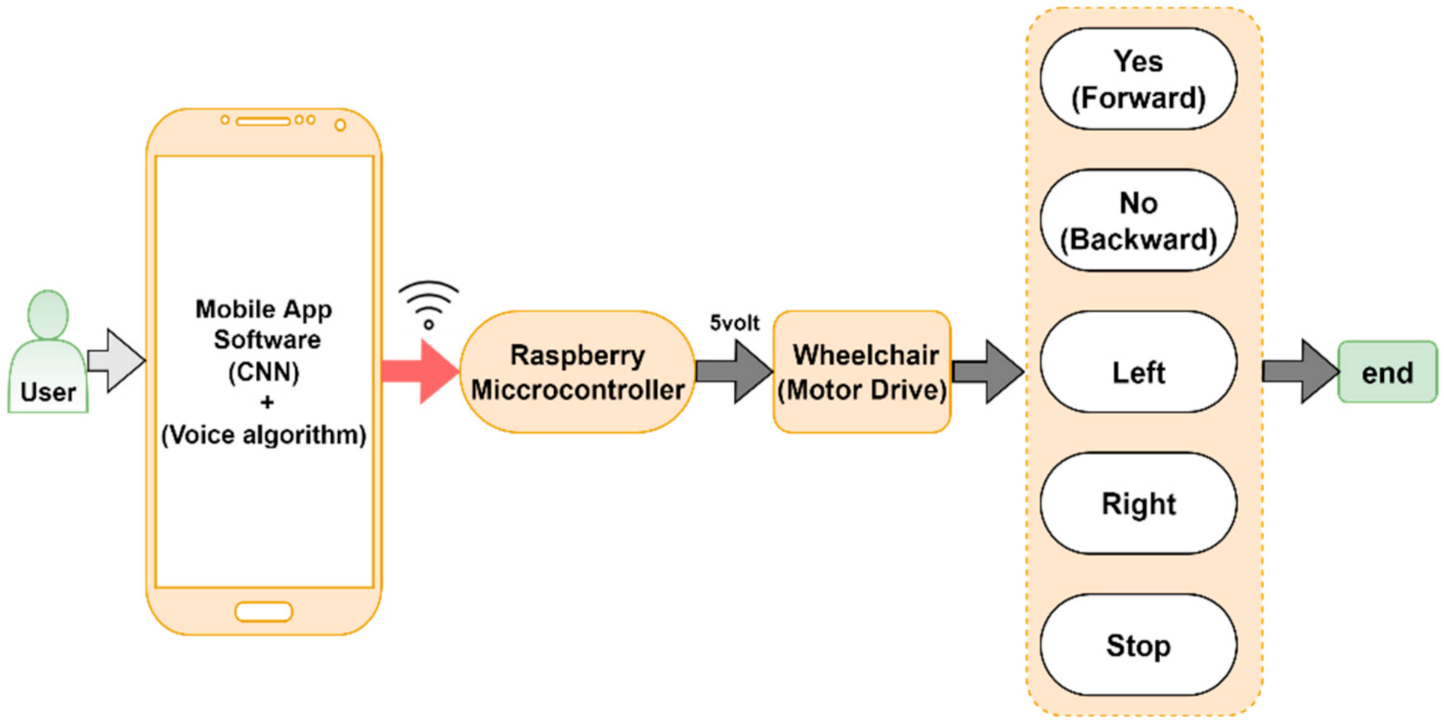 User
Mobile App
Software
(CNN)
+
(Voice algorithm)
Raspberry
Miccrocontroller
5volt
Wheelchair
(Motor Drive)
Yes
(Forward)
No
(Backward)
Left
Right
Stop
end